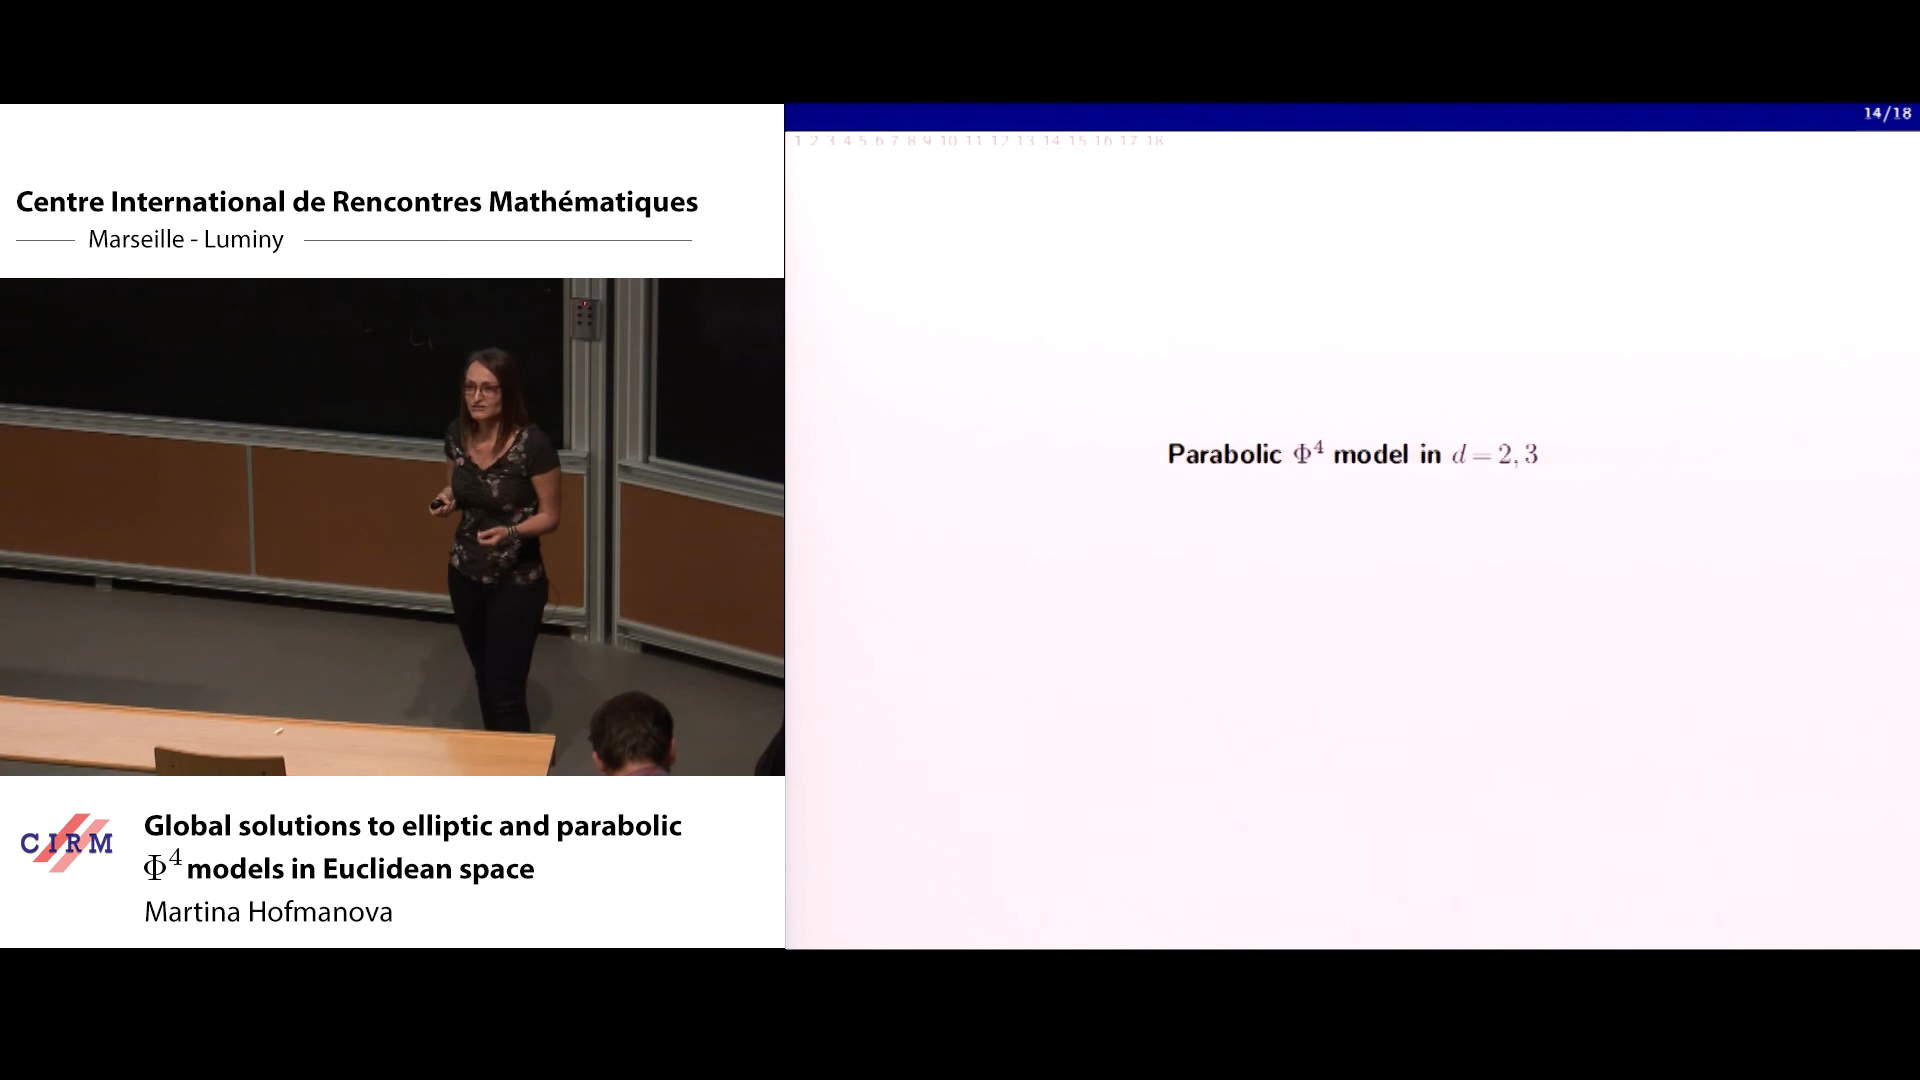 Centre International de Rencontres Mathématiques
Marseille - Luminy
CIRM
Global solutions to elliptic and parabolic
Φ⁴ models in Euclidean space
Martina Hofmanova
14/18
1 2 3 4 5 6 7 8 9 10 11 12 13 14 15 16 17 18
Parabolic Φ⁴ model in d = 2, 3